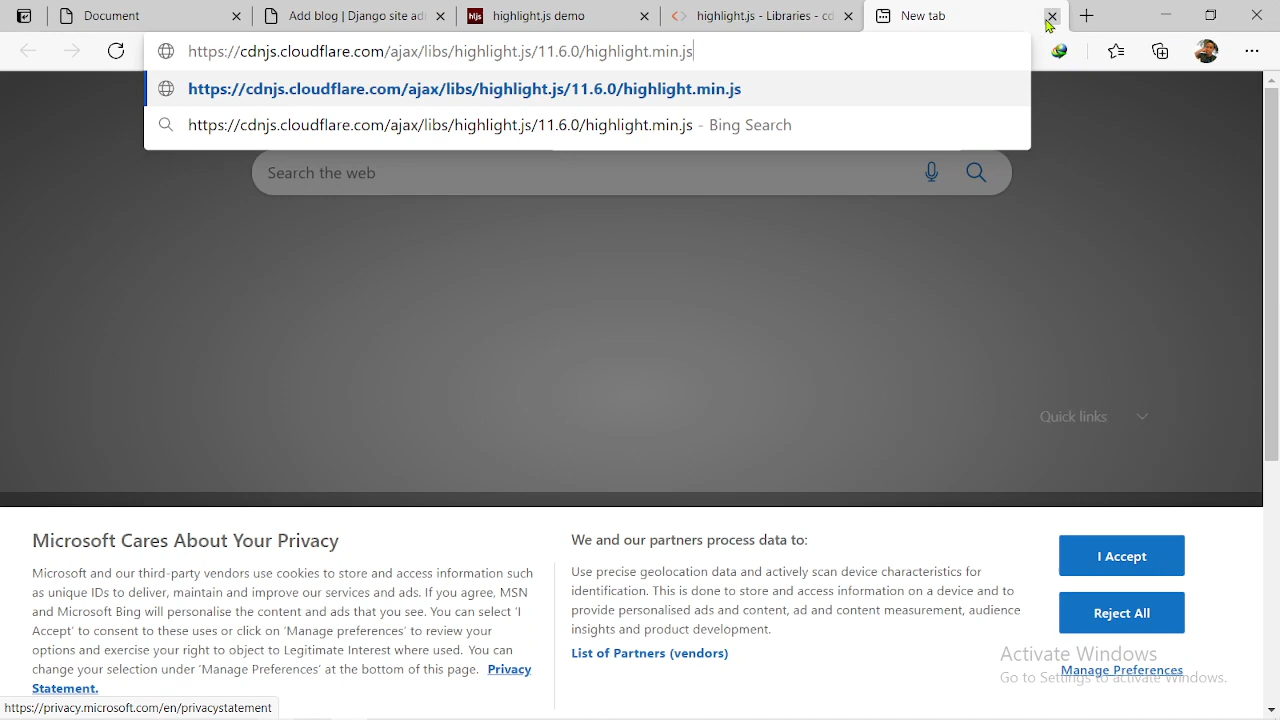 Document
Add blog | Django site adı
hljs
highlight.js demo
highlight.js - Libraries - cd
New tab
https://cdnjs.cloudflare.com/ajax/libs/highlight.js/11.6.0/highlight.min.js
https://cdnjs.cloudflare.com/ajax/libs/highlight.js/11.6.0/highlight.min.js
https://cdnjs.cloudflare.com/ajax/libs/highlight.js/11.6.0/highlight.min.js - Bing Search
Search the web
Quick links
Microsoft Cares About Your Privacy
Microsoft and our third-party vendors use cookies to store and access information such
as unique IDs to deliver, maintain and improve our services and ads. If you agree, MSN
and Microsoft Bing will personalise the content and ads that you see. You can select 'I
Accept' to consent to these uses or click on 'Manage preferences' to review your
options and exercise your right to object to Legitimate Interest where used. You can
change your selection under 'Manage Preferences' at the bottom of this page. Privacy
Statement.
We and our partners process data to:
Use precise geolocation data and actively scan device characteristics for
identification. This is done to store and access information on a device and to
provide personalised ads and content, ad and content measurement, audience
insights and product development.
List of Partners (vendors)
I Accept
Reject All
Manage Preferences
Activate Windows
Go to Settings to activate Windows.
https://privacy.microsoft.com/en/privacystatement